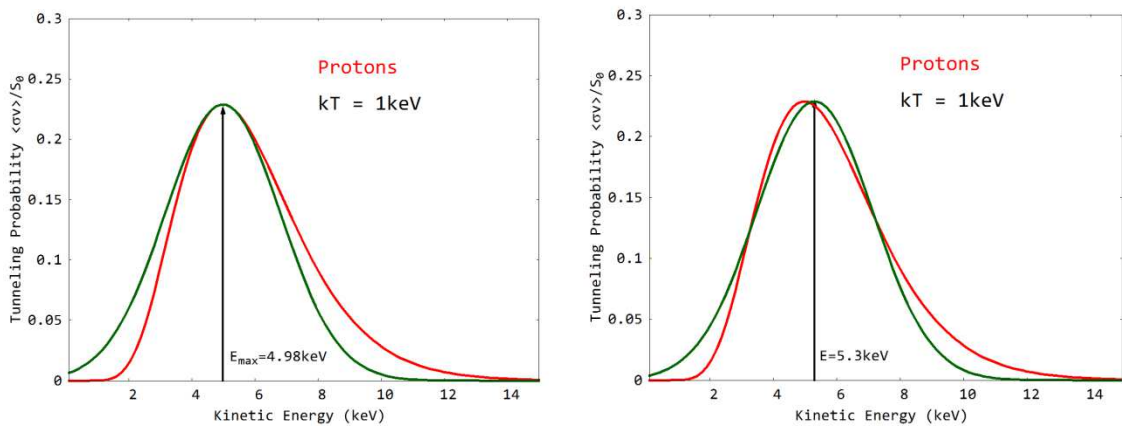 0.3
0.25
0.2
0.15
0.1
0.05
0
Tunneling Probability <σv>/S₀
Protons
kT = 1keV
Eₘₐₓ=4.98keV
2 4 6 8 10 12 14
Kinetic Energy (keV)
0.3
0.25
0.2
0.15
0.1
0.05
0
Tunneling Probability <σv>/S₀
Protons
kT = 1keV
E=5.3keV
2 4 6 8 10 12 14
Kinetic Energy (keV)